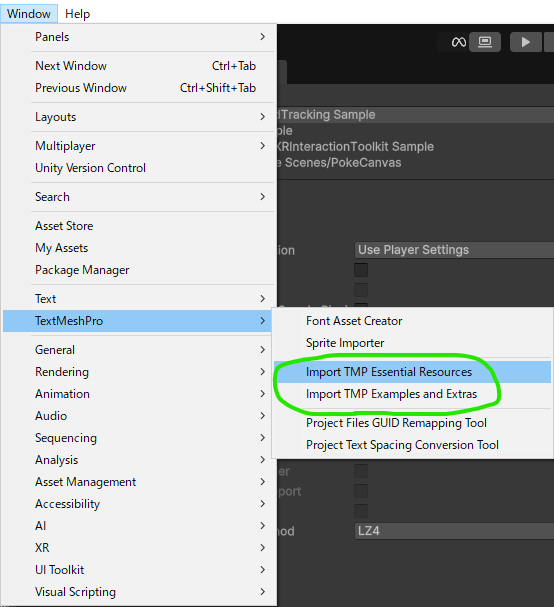 Window Help
Panels
Next Window Ctrl+Tab
Previous Window Ctrl+Shift+Tab
Layouts
Multiplayer
Unity Version Control
Search
Asset Store
My Assets
Package Manager
Text
TextMeshPro
General
Rendering
Animation
Audio
Sequencing
Analysis
Asset Management
Accessibility
AI
XR
UI Toolkit
Visual Scripting
Font Asset Creator
Sprite Importer
Import TMP Essential Resources
Import TMP Examples and Extras
Project Files GUID Remapping Tool
Project Text Spacing Conversion Tool
dTracking Sample
ple
XRInteractionToolkit Sample
e Scenes/PokeCanvas
ion Use Player Settings
er
port
od LZ4